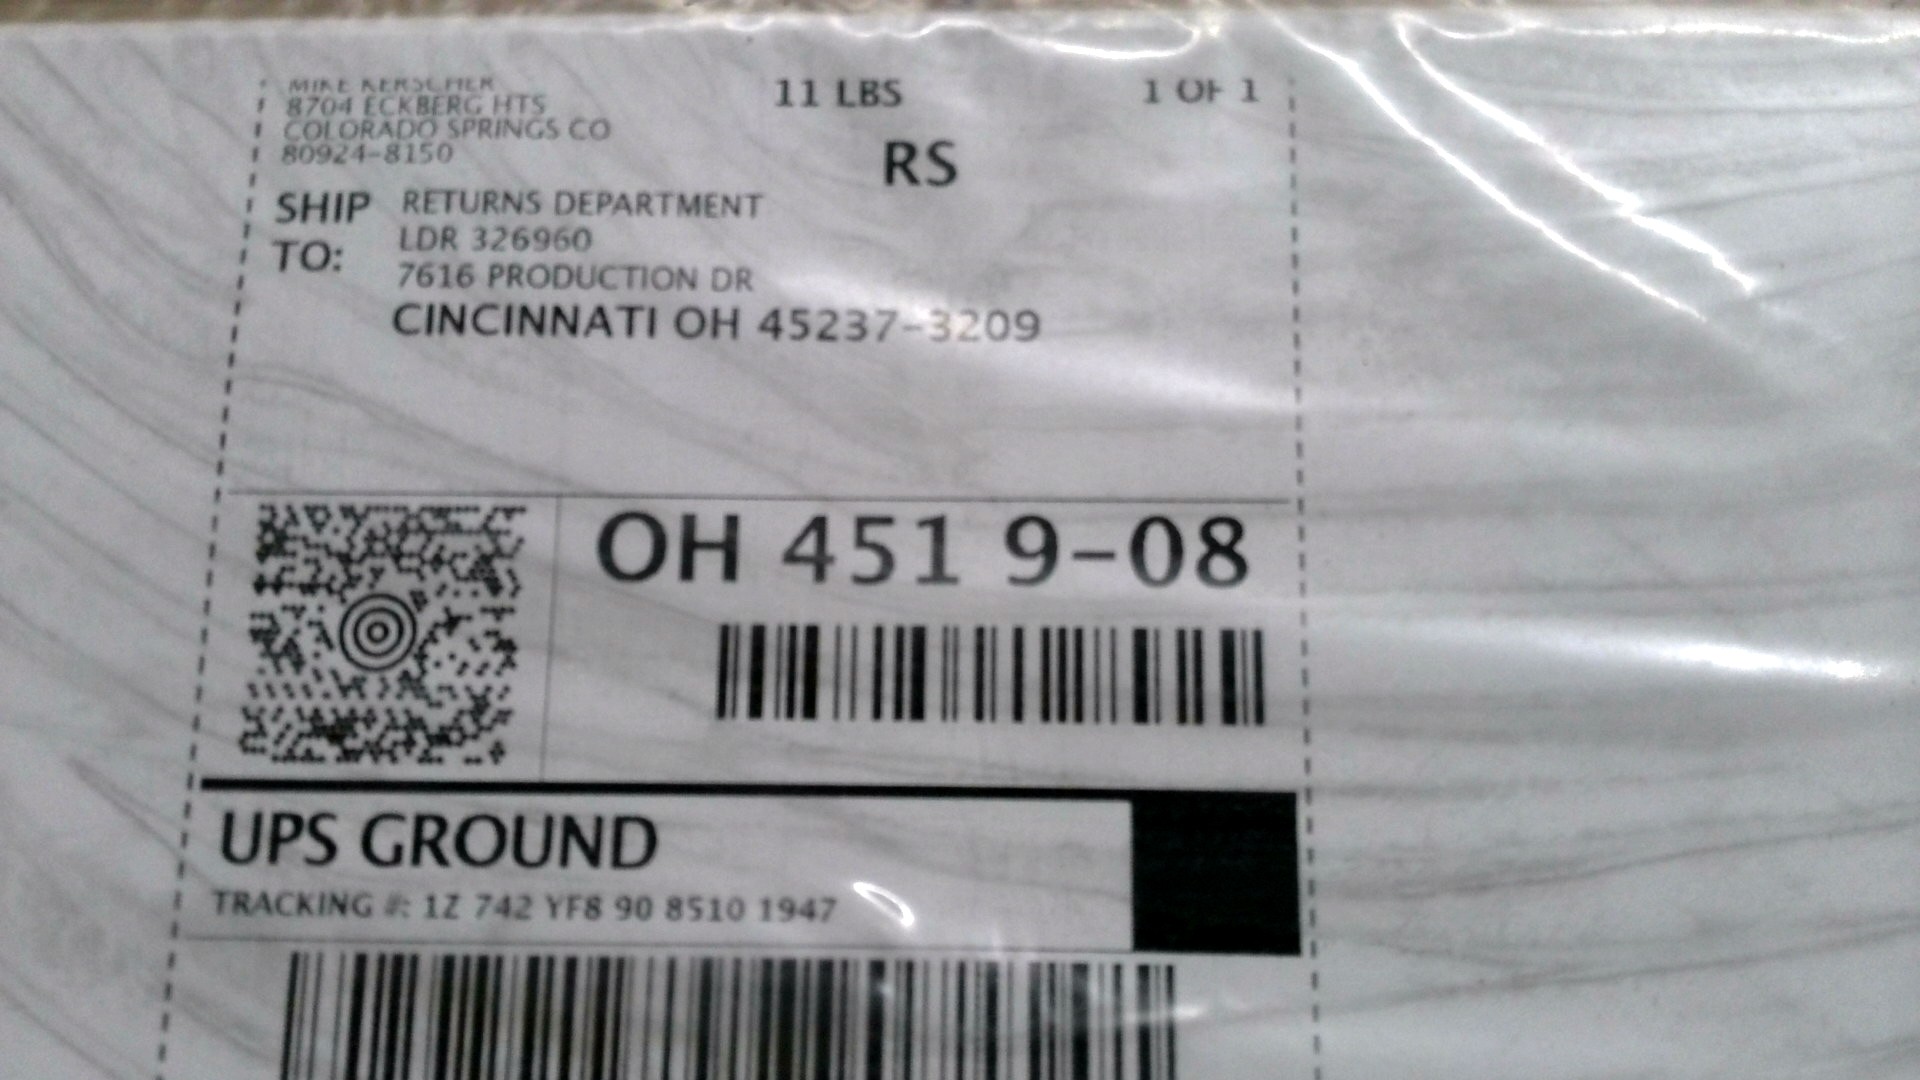 MIKE KERSCHER
8704 ECKBERG HTS
COLORADO SPRINGS CO
80924-8150
11 LBS
1 OF 1
RS
SHIP TO:
RETURNS DEPARTMENT
LDR 326960
7616 PRODUCTION DR
CINCINNATI OH 45237-3209
OH 451 9-08
UPS GROUND
TRACKING #: 1Z 742 YF8 90 8510 1947